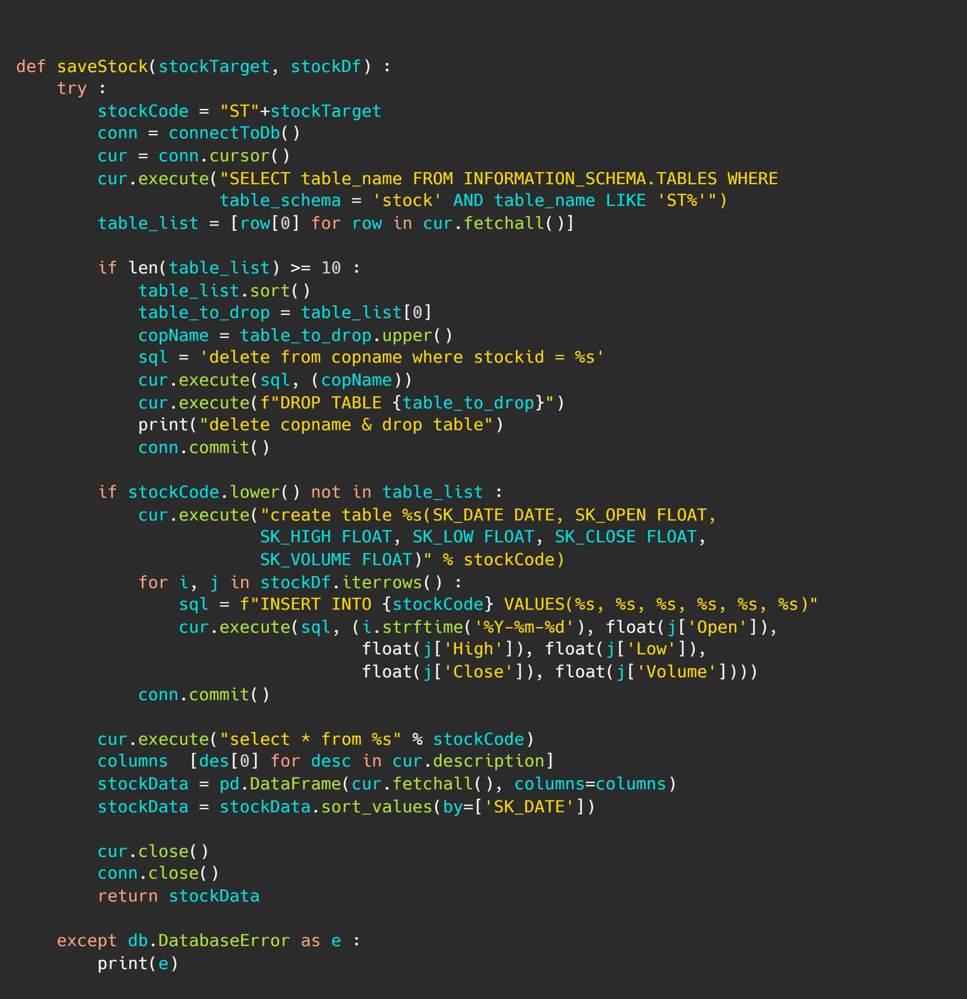 def saveStock(stockTarget, stockDf) :
    try :
        stockCode = "ST"+stockTarget
        conn = connectToDb()
        cur = conn.cursor()
        cur.execute("SELECT table_name FROM INFORMATION_SCHEMA.TABLES WHERE
                    table_schema = 'stock' AND table_name LIKE 'ST%'")
        table_list = [row[0] for row in cur.fetchall()]

        if len(table_list) >= 10 :
            table_list.sort()
            table_to_drop = table_list[0]
            copName = table_to_drop.upper()
            sql = 'delete from copname where stockid = %s'
            cur.execute(sql, (copName))
            cur.execute(f"DROP TABLE {table_to_drop}")
            print("delete copname & drop table")
            conn.commit()

        if stockCode.lower() not in table_list :
            cur.execute("create table %s(SK_DATE DATE, SK_OPEN FLOAT,
                        SK_HIGH FLOAT, SK_LOW FLOAT, SK_CLOSE FLOAT,
                        SK_VOLUME FLOAT)" % stockCode)
            for i, j in stockDf.iterrows() :
                sql = f"INSERT INTO {stockCode} VALUES(%s, %s, %s, %s, %s, %s)"
                cur.execute(sql, (i.strftime('%Y-%m-%d'), float(j['Open']),
                                  float(j['High']), float(j['Low']),
                                  float(j['Close']), float(j['Volume'])))
            conn.commit()

        cur.execute("select * from %s" % stockCode)
        columns  [des[0] for desc in cur.description]
        stockData = pd.DataFrame(cur.fetchall(), columns=columns)
        stockData = stockData.sort_values(by=['SK_DATE'])

        cur.close()
        conn.close()
        return stockData

    except db.DatabaseError as e :
        print(e)